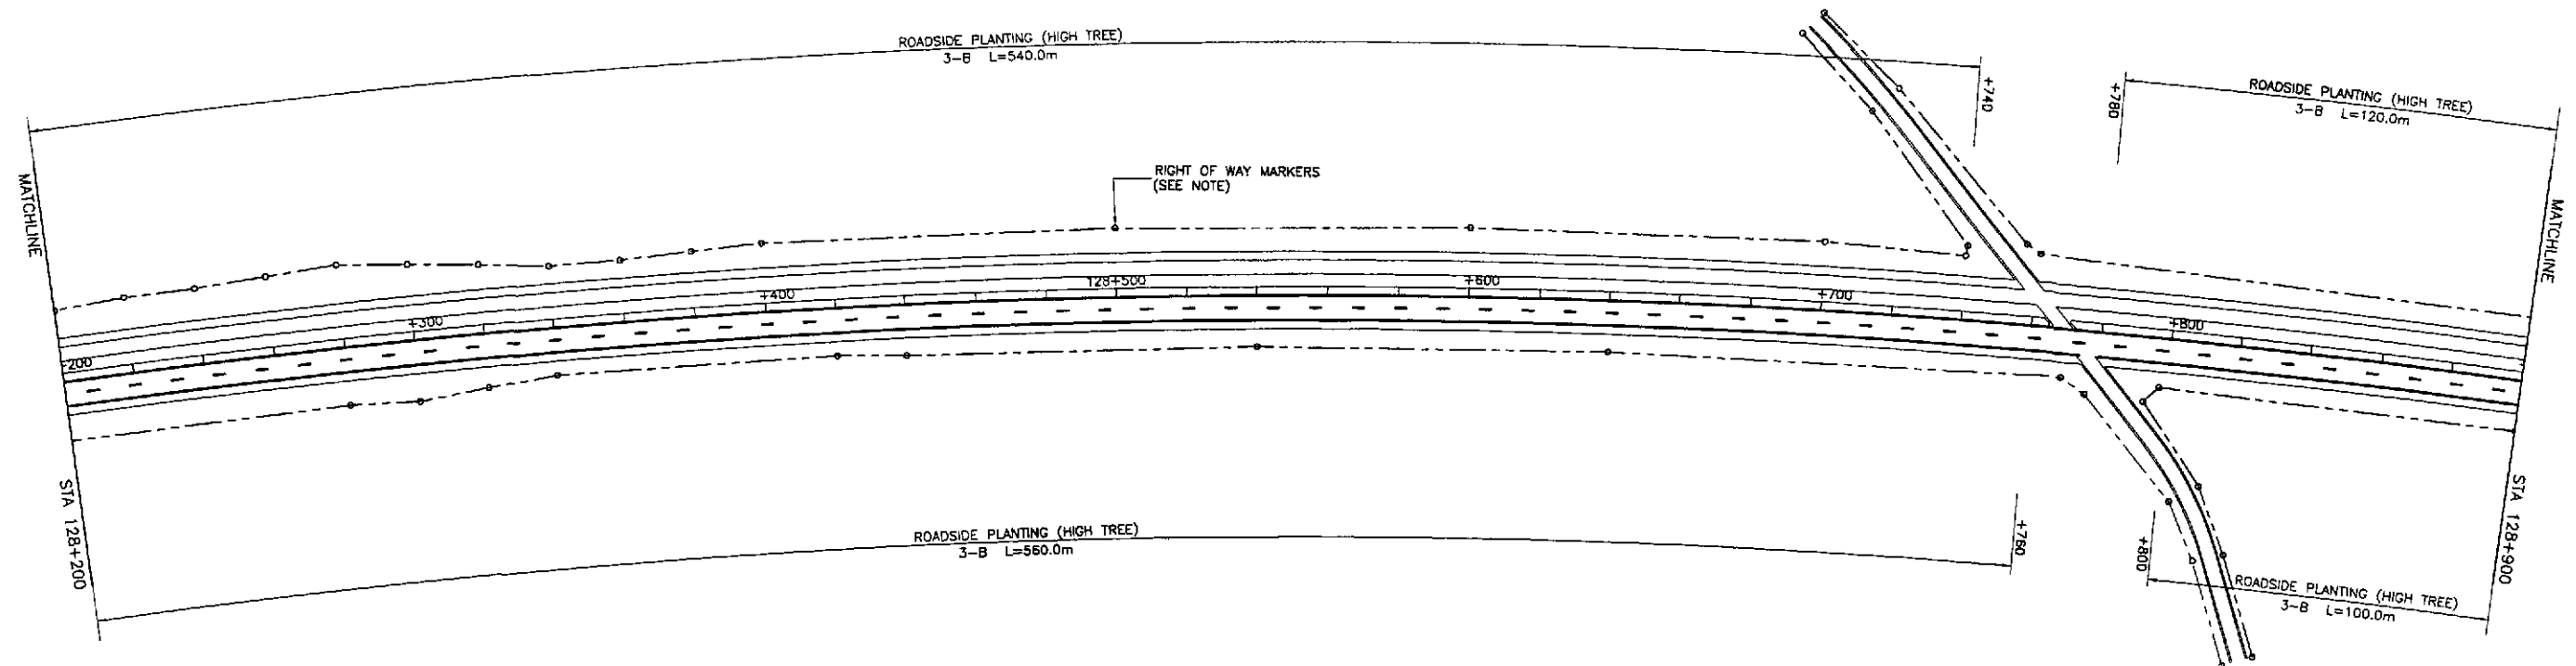 ROADSIDE PLANTING (HIGH TREE)
3-B L=540.0m
+740
+780
ROADSIDE PLANTING (HIGH TREE)
3-B L=120.0m
MATCHLINE
RIGHT OF WAY MARKERS
(SEE NOTE)
MATCHLINE
+200
+300
+400
128+500
+600
+700
+800
STA 128+200
ROADSIDE PLANTING (HIGH TREE)
3-B L=560.0m
+760
+800
ROADSIDE PLANTING (HIGH TREE)
3-B L=100.0m
STA 128+900